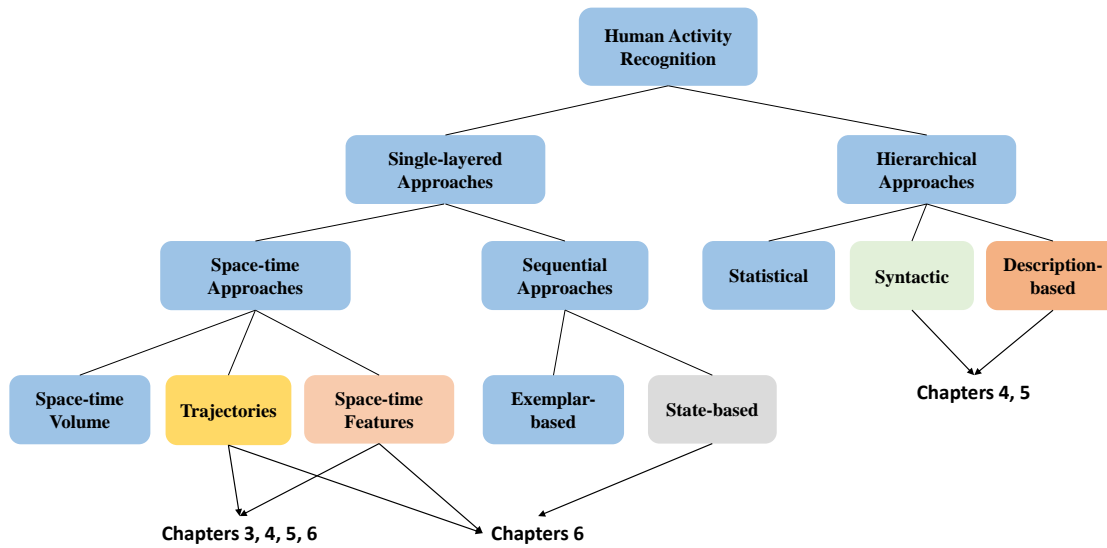 Human Activity
Recognition
Single-layered
Approaches
Hierarchical
Approaches
Space-time
Approaches
Sequential
Approaches
Statistical
Syntactic
Description-
based
Space-time
Volume
Trajectories
Space-time
Features
Exemplar-
based
State-based
Chapters 4, 5
Chapters 3, 4, 5, 6
Chapters 6